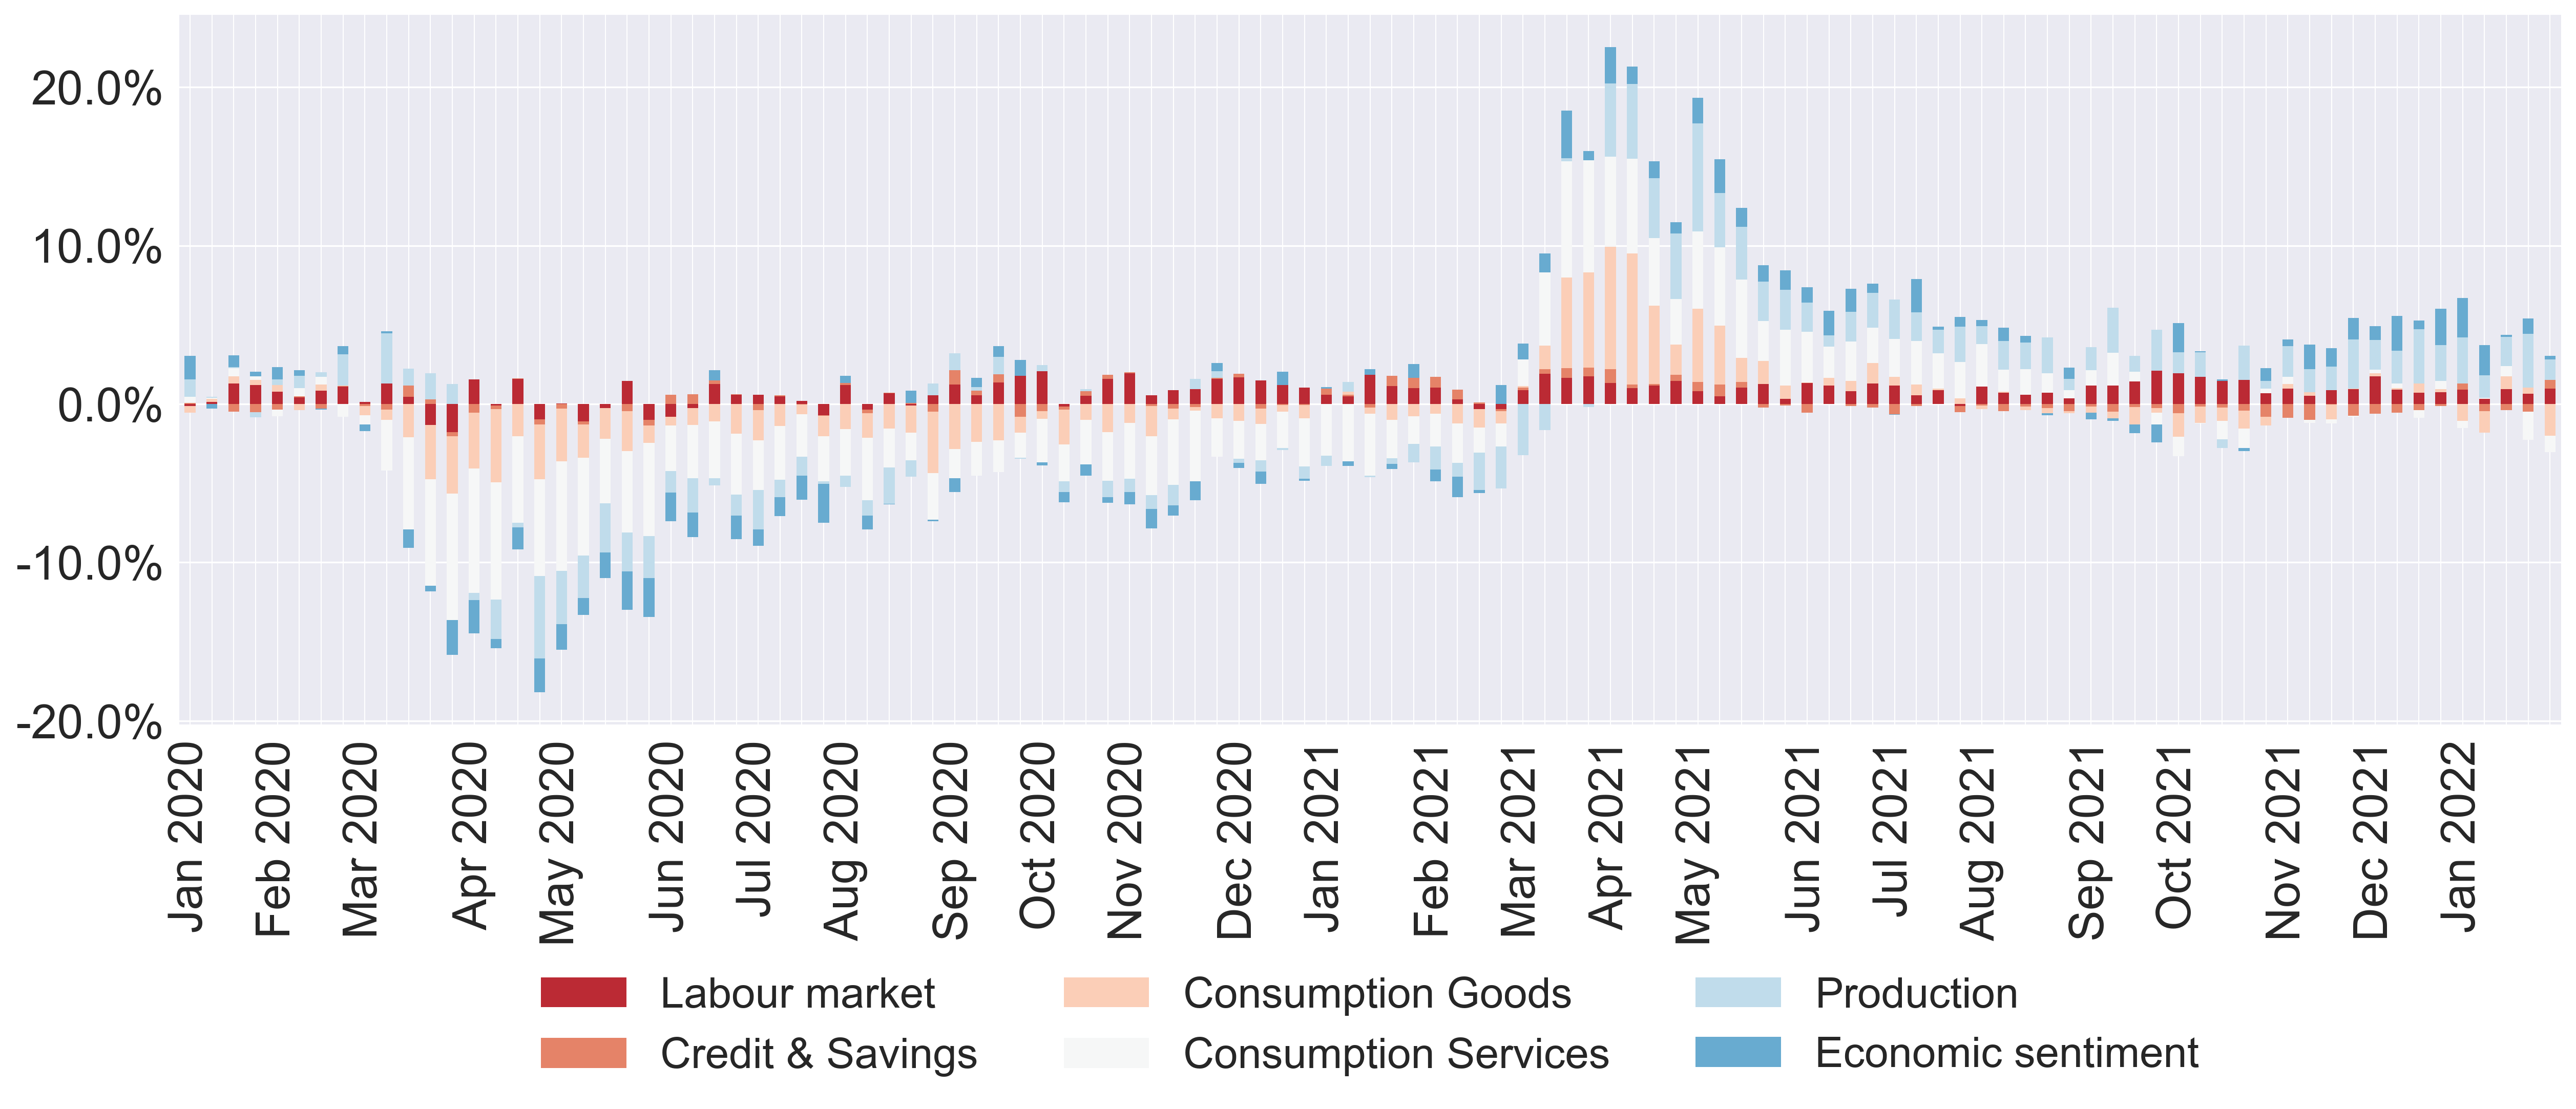 20.0%
10.0%
0.0%
-10.0%
-20.0%
Jan 2020
Feb 2020
Mar 2020
Apr 2020
May 2020
Jun 2020
Jul 2020
Aug 2020
Sep 2020
Oct 2020
Nov 2020
Dec 2020
Jan 2021
Feb 2021
Mar 2021
Apr 2021
May 2021
Jun 2021
Jul 2021
Aug 2021
Sep 2021
Oct 2021
Nov 2021
Dec 2021
Jan 2022
Labour market
Consumption Goods
Production
Credit & Savings
Consumption Services
Economic sentiment